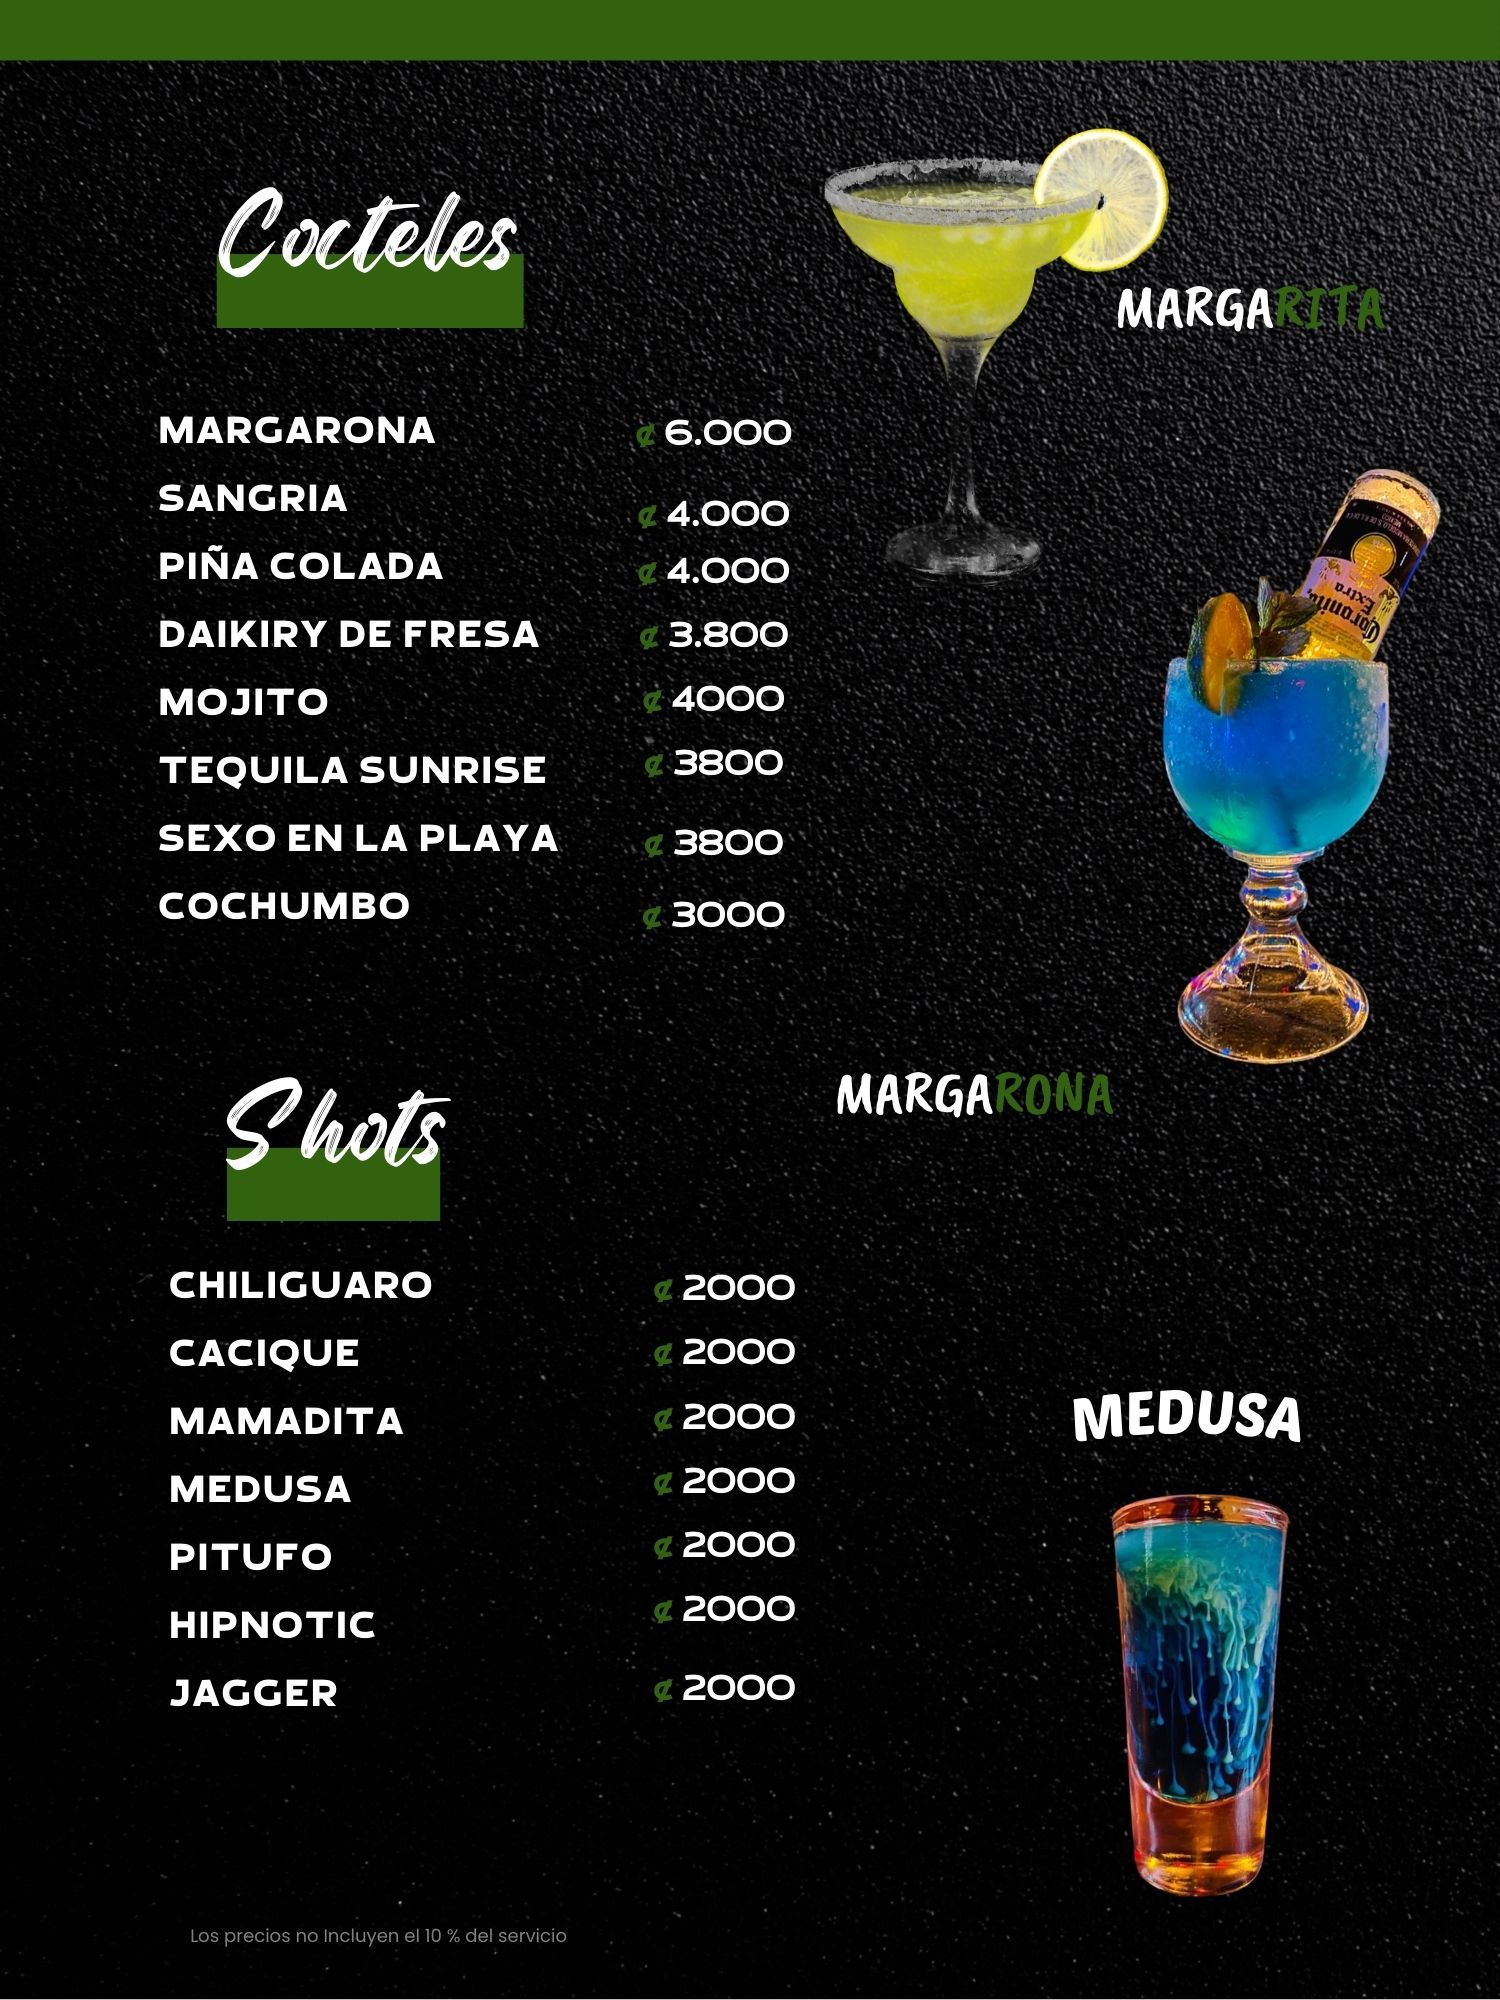 Cocteles
MARGARITA
MARGARONA ₡ 6.000
SANGRIA ₡ 4.000
PIÑA COLADA ₡ 4.000
DAIKIRY DE FRESA ₡ 3.800
MOJITO ₡ 4000
TEQUILA SUNRISE ₡ 3800
SEXO EN LA PLAYA ₡ 3800
COCHUMBO ₡ 3000
Coronita
Extra
MARGARONA
Shots
CHILIGUARO ₡ 2000
CACIQUE ₡ 2000
MAMADITA ₡ 2000
MEDUSA ₡ 2000
PITUFO ₡ 2000
HIPNOTIC ₡ 2000
JAGGER ₡ 2000
MEDUSA
Los precios no Incluyen el 10 % del servicio